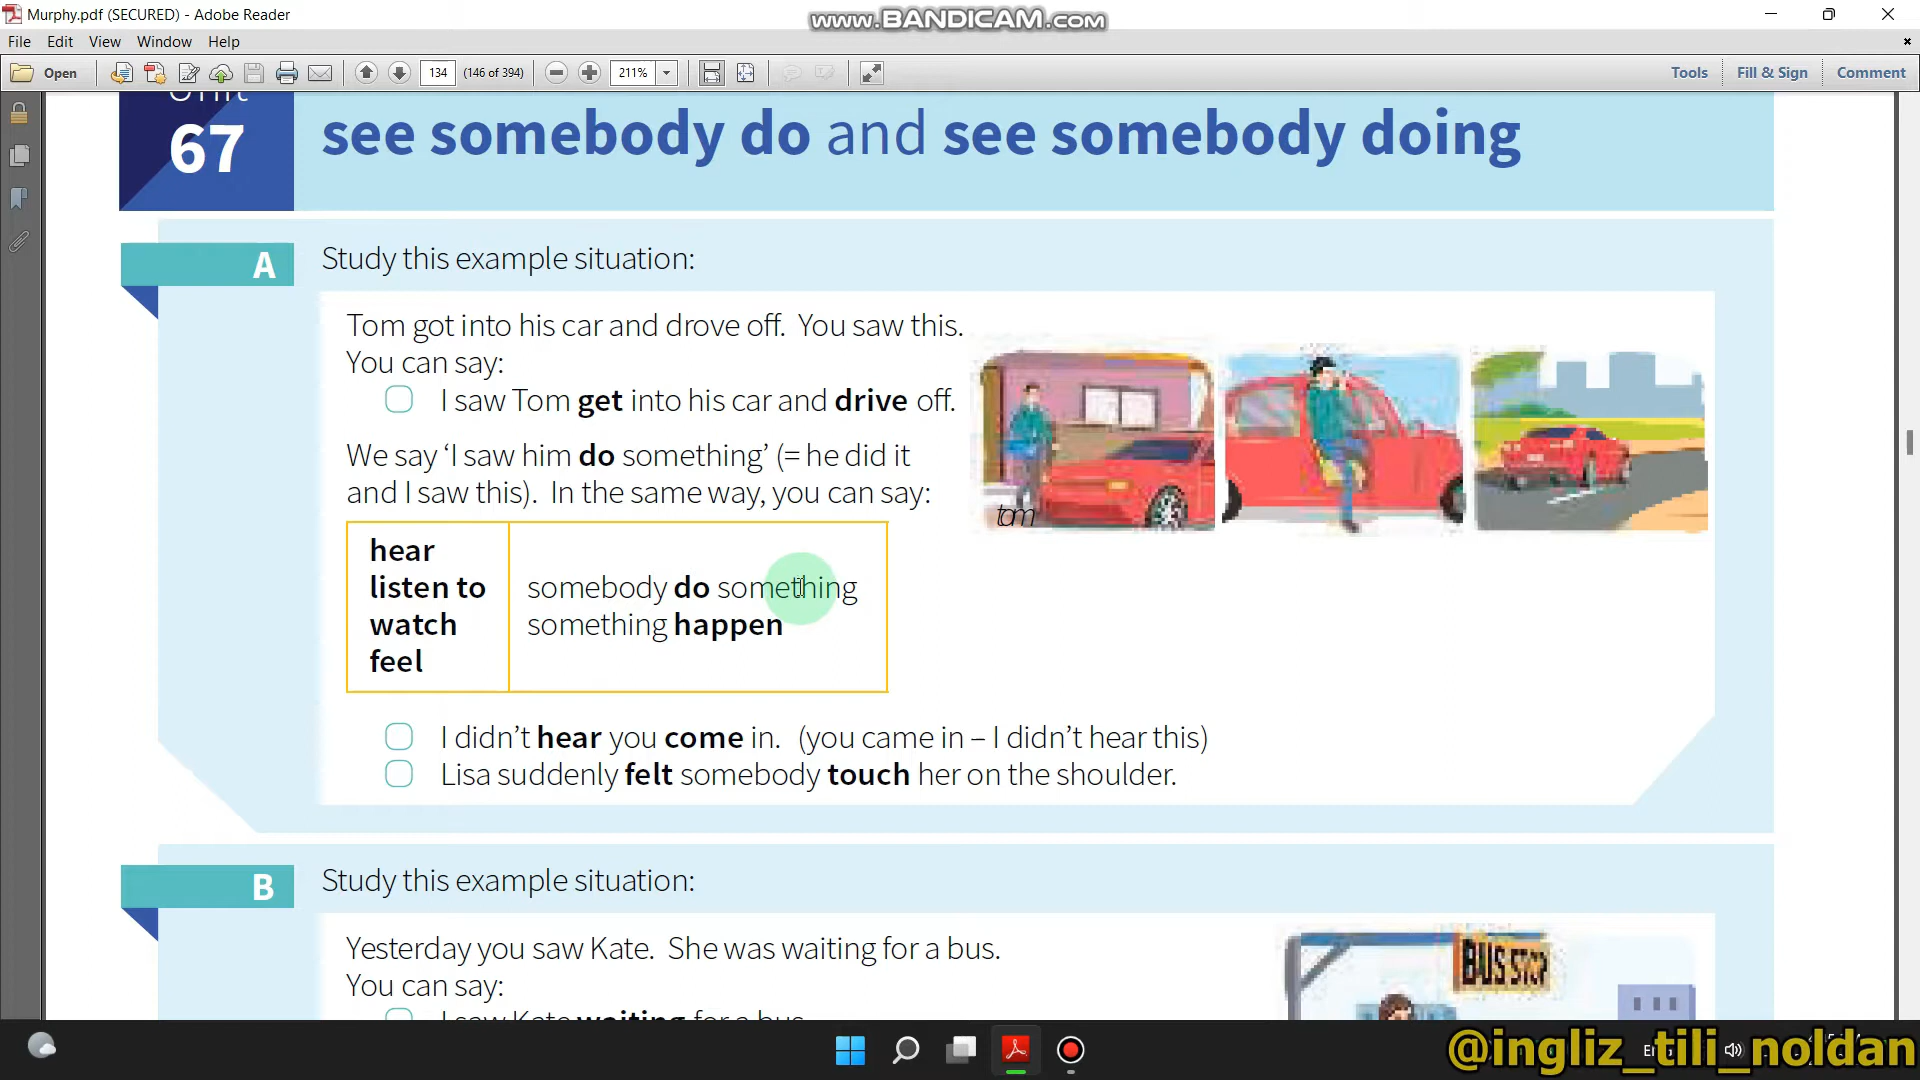 Murphy.pdf (SECURED) - Adobe Reader
www.BANDICAM.com
File Edit View Window Help
Open 134 (146 of 394) 211% Tools Fill & Sign Comment
Unit
67
see somebody do and see somebody doing
A
Study this example situation:
Tom got into his car and drove off. You saw this.
You can say:
I saw Tom get into his car and drive off.
We say ‘I saw him do something’ (= he did it
and I saw this). In the same way, you can say:
tom
hear
listen to
watch
feel
somebody do something
something happen
I didn’t hear you come in. (you came in – I didn’t hear this)
Lisa suddenly felt somebody touch her on the shoulder.
B
Study this example situation:
Yesterday you saw Kate. She was waiting for a bus.
You can say:
I saw Kate waiting for a bus.
BUS STOP
@ingliz_tili_noldan